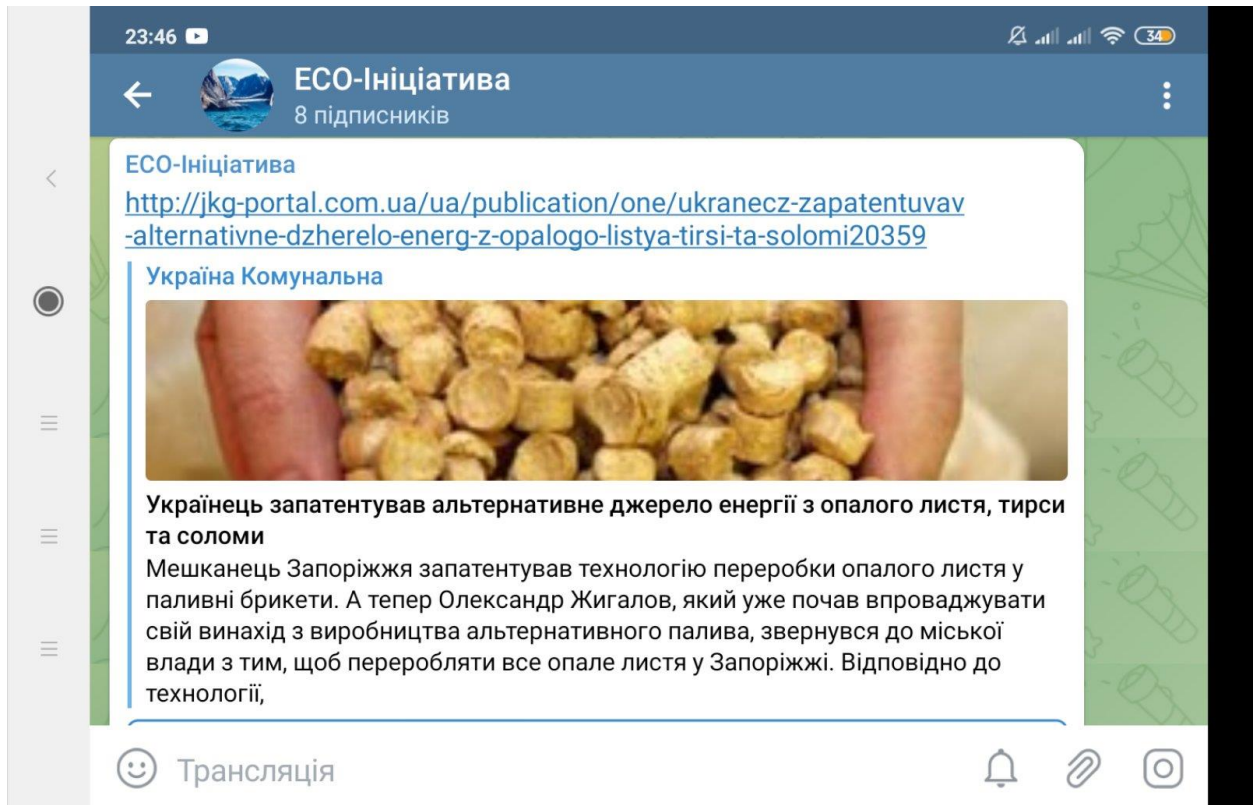 23:46
34
ECO-Ініціатива
8 підписників
ECO-Ініціатива
http://jkg-portal.com.ua/ua/publication/one/ukranecz-zapatentuvav
-alternativne-dzherelo-energ-z-opalogo-listya-tirsi-ta-solomi20359
Україна Комунальна
Українець запатентував альтернативне джерело енергії з опалого листя, тирси
та соломи
Мешканець Запоріжжя запатентував технологію переробки опалого листя у
паливні брикети. А тепер Олександр Жигалов, який уже почав впроваджувати
свій винахід з виробництва альтернативного палива, звернувся до міської
влади з тим, щоб переробляти все опале листя у Запоріжжі. Відповідно до
технології,
Трансляція